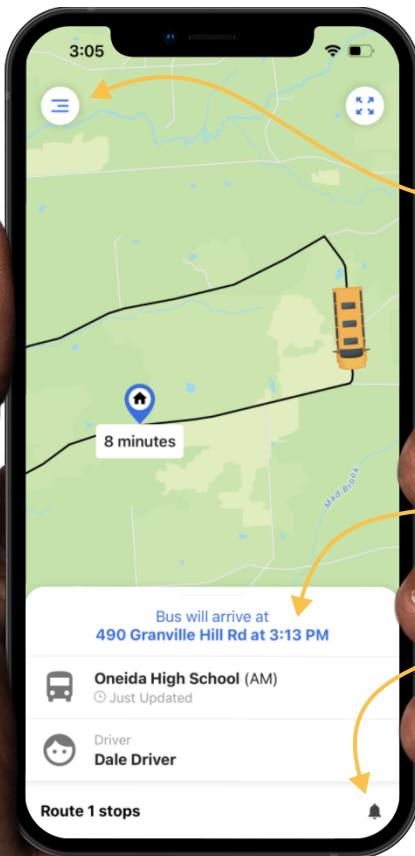 3:05
8 minutes
Mad Brook
Bus will arrive at
490 Granville Hill Rd at 3:13 PM
Oneida High School (AM)
Just Updated
Driver
Dale Driver
Route 1 stops